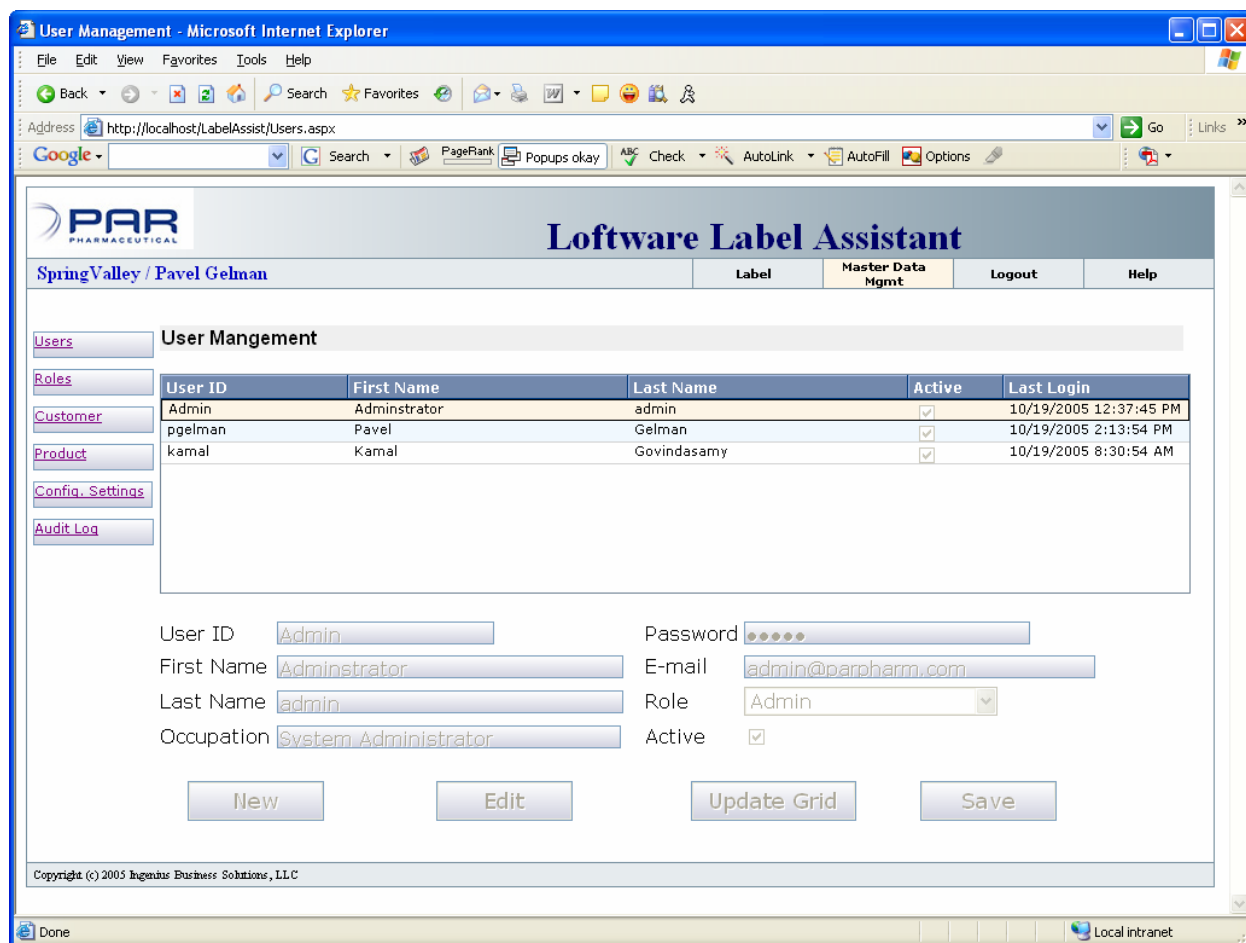 User Management - Microsoft Internet Explorer
File Edit View Favorites Tools Help
Back Search Favorites
Address http://localhost/LabelAssist/Users.aspx Go Links »
Google Search PageRank Popups okay ABC Check AutoLink AutoFill Options
PAR
PHARMACEUTICAL
Loftware Label Assistant
SpringValley / Pavel Gelman Label Master Data Mgmt Logout Help
User Mangement
Users
Roles
Customer
Product
Config. Settings
Audit Log
User ID First Name Last Name Active Last Login
Admin Adminstrator admin 10/19/2005 12:37:45 PM
pgelman Pavel Gelman 10/19/2005 2:13:54 PM
kamal Kamal Govindasamy 10/19/2005 8:30:54 AM
User ID Admin Password •••••
First Name Adminstrator E-mail admin@parpharm.com
Last Name admin Role Admin
Occupation System Administrator Active
New Edit Update Grid Save
Copyright (c) 2005 Ingenius Business Solutions, LLC
Done Local intranet